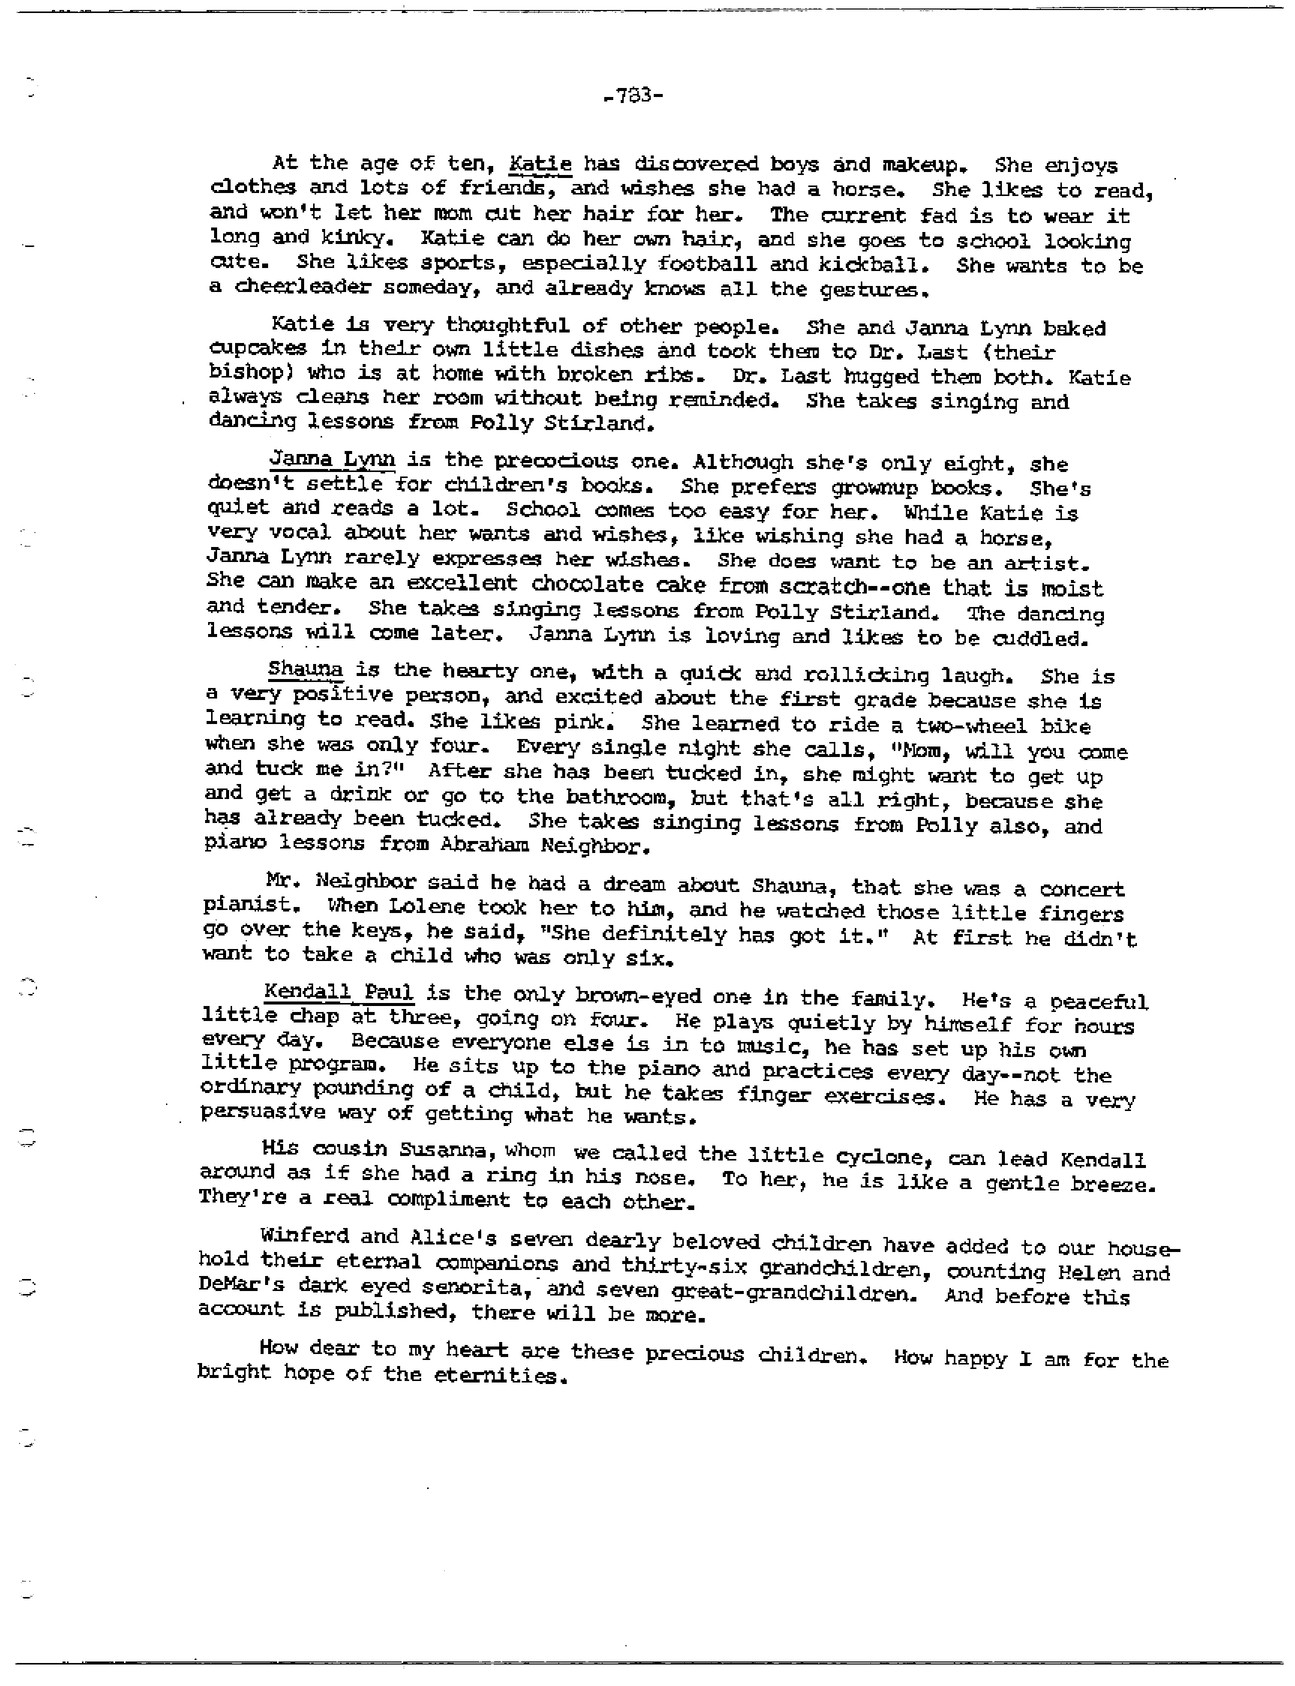 -783-
At the age of ten, Katie has discovered boys and makeup. She enjoys
clothes and lots of friends, and wishes she had a horse. She likes to read,
and won't let her mom cut her hair for her. The current fad is to wear it
long and kinky. Katie can do her own hair, and she goes to school looking
cute. She likes sports, especially football and kickball. She wants to be
a cheerleader someday, and already knows all the gestures.
Katie is very thoughtful of other people. She and Janna Lynn baked
cupcakes in their own little dishes and took them to Dr. Last (their
bishop) who is at home with broken ribs. Dr. Last hugged them both. Katie
always cleans her room without being reminded. She takes singing and
dancing lessons from Polly Stirland.
Janna Lynn is the precocious one. Although she's only eight, she
doesn't settle for children's books. She prefers grownup books. She's
quiet and reads a lot. School comes too easy for her. While Katie is
very vocal about her wants and wishes, like wishing she had a horse,
Janna Lynn rarely expresses her wishes. She does want to be an artist.
She can make an excellent chocolate cake from scratch--one that is moist
and tender. She takes singing lessons from Polly Stirland. The dancing
lessons will come later. Janna Lynn is loving and likes to be cuddled.
Shauna is the hearty one, with a quick and rollicking laugh. She is
a very positive person, and excited about the first grade because she is
learning to read. She likes pink. She learned to ride a two-wheel bike
when she was only four. Every single night she calls, "Mom, will you come
and tuck me in?" After she has been tucked in, she might want to get up
and get a drink or go to the bathroom, but that's all right, because she
has already been tucked. She takes singing lessons from Polly also, and
piano lessons from Abraham Neighbor.
Mr. Neighbor said he had a dream about Shauna, that she was a concert
pianist. When Lolene took her to him, and he watched those little fingers
go over the keys, he said, "She definitely has got it." At first he didn't
want to take a child who was only six.
Kendall Paul is the only brown-eyed one in the family. He's a peaceful
little chap at three, going on four. He plays quietly by himself for hours
every day. Because everyone else is in to music, he has set up his own
little program. He sits up to the piano and practices every day--not the
ordinary pounding of a child, but he takes finger exercises. He has a very
persuasive way of getting what he wants.
His cousin Susanna, whom we called the little cyclone, can lead Kendall
around as if she had a ring in his nose. To her, he is like a gentle breeze.
They're a real compliment to each other.
Winferd and Alice's seven dearly beloved children have added to our house-
hold their eternal companions and thirty-six grandchildren, counting Helen and
DeMar's dark eyed senorita, and seven great-grandchildren. And before this
account is published, there will be more.
How dear to my heart are these precious children. How happy I am for the
bright hope of the eternities.